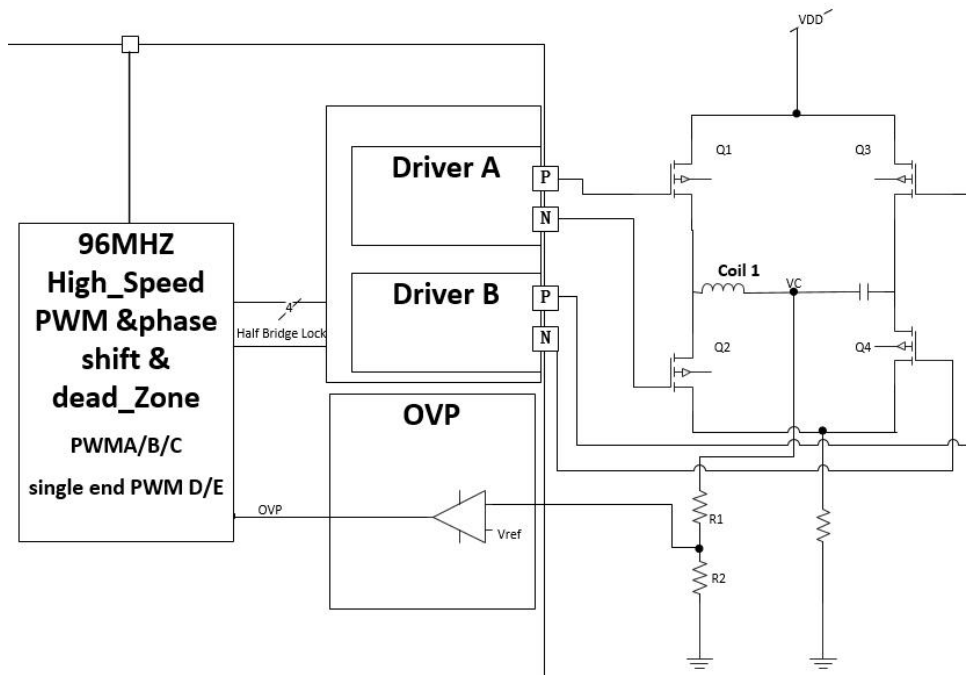 VDD
Driver A
P
N
Q1
Q3
96MHZ
High_Speed
PWM &phase
shift &
dead_Zone
PWMA/B/C
single end PWM D/E
4
Half Bridge Lock
Driver B
P
N
Coil 1
VC
Q2
Q4
OVP
OVP
Vref
R1
R2